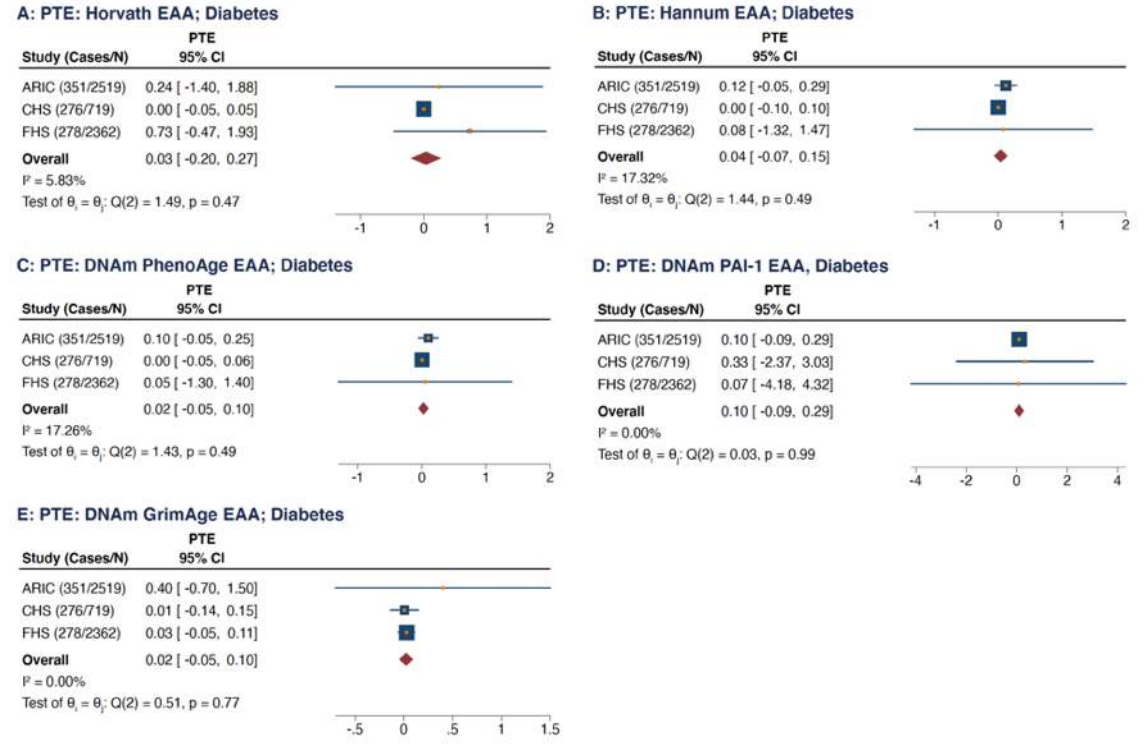 A: PTE: Horvath EAA; Diabetes
PTE
Study (Cases/N) 95% CI
ARIC (351/2519) 0.24 [ -1.40, 1.88]
CHS (276/719) 0.00 [ -0.05, 0.05]
FHS (278/2362) 0.73 [ -0.47, 1.93]
Overall 0.03 [ -0.20, 0.27]
I² = 5.83%
Test of θᵢ = θⱼ: Q(2) = 1.49, p = 0.47
-1 0 1 2
B: PTE: Hannum EAA; Diabetes
PTE
Study (Cases/N) 95% CI
ARIC (351/2519) 0.12 [ -0.05, 0.29]
CHS (276/719) 0.00 [ -0.10, 0.10]
FHS (278/2362) 0.08 [ -1.32, 1.47]
Overall 0.04 [ -0.07, 0.15]
I² = 17.32%
Test of θᵢ = θⱼ: Q(2) = 1.44, p = 0.49
-1 0 1 2
C: PTE: DNAm PhenoAge EAA; Diabetes
PTE
Study (Cases/N) 95% CI
ARIC (351/2519) 0.10 [ -0.05, 0.25]
CHS (276/719) 0.00 [ -0.05, 0.06]
FHS (278/2362) 0.05 [ -1.30, 1.40]
Overall 0.02 [ -0.05, 0.10]
I² = 17.26%
Test of θᵢ = θⱼ: Q(2) = 1.43, p = 0.49
-1 0 1 2
D: PTE: DNAm PAI-1 EAA, Diabetes
PTE
Study (Cases/N) 95% CI
ARIC (351/2519) 0.10 [ -0.09, 0.29]
CHS (276/719) 0.33 [ -2.37, 3.03]
FHS (278/2362) 0.07 [ -4.18, 4.32]
Overall 0.10 [ -0.09, 0.29]
I² = 0.00%
Test of θᵢ = θⱼ: Q(2) = 0.03, p = 0.99
-4 -2 0 2 4
E: PTE: DNAm GrimAge EAA; Diabetes
PTE
Study (Cases/N) 95% CI
ARIC (351/2519) 0.40 [ -0.70, 1.50]
CHS (276/719) 0.01 [ -0.14, 0.15]
FHS (278/2362) 0.03 [ -0.05, 0.11]
Overall 0.02 [ -0.05, 0.10]
I² = 0.00%
Test of θᵢ = θⱼ: Q(2) = 0.51, p = 0.77
-.5 0 .5 1 1.5